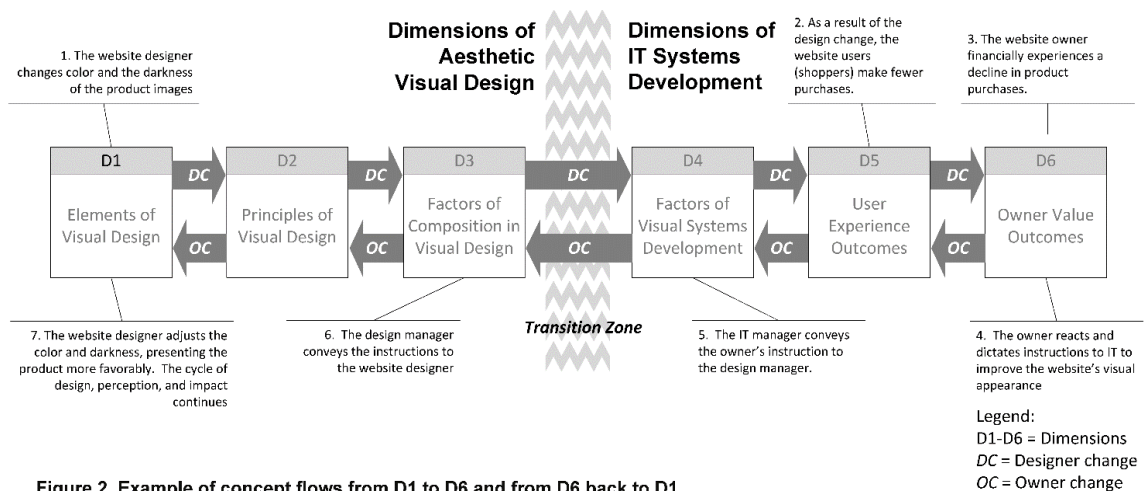 Dimensions of
Aesthetic
Visual Design
Dimensions of
IT Systems
Development
1. The website designer
changes color and the darkness
of the product images
2. As a result of the
design change, the
website users
(shoppers) make fewer
purchases.
3. The website owner
financially experiences a
decline in product
purchases.
D1
Elements of
Visual Design
DC
OC
D2
Principles of
Visual Design
DC
OC
D3
Factors of
Composition in
Visual Design
DC
OC
D4
Factors of
Visual Systems
Development
DC
OC
D5
User
Experience
Outcomes
DC
OC
D6
Owner Value
Outcomes
Transition Zone
7. The website designer adjusts the
color and darkness, presenting the
product more favorably. The cycle of
design, perception, and impact
continues
6. The design manager
conveys the instructions to
the website designer
5. The IT manager conveys
the owner's instruction to
the design manager.
4. The owner reacts and
dictates instructions to IT to
improve the website's visual
appearance
Legend:
D1-D6 = Dimensions
DC = Designer change
OC = Owner change
Figure 2. Example of concept flows from D1 to D6 and from D6 back to D1